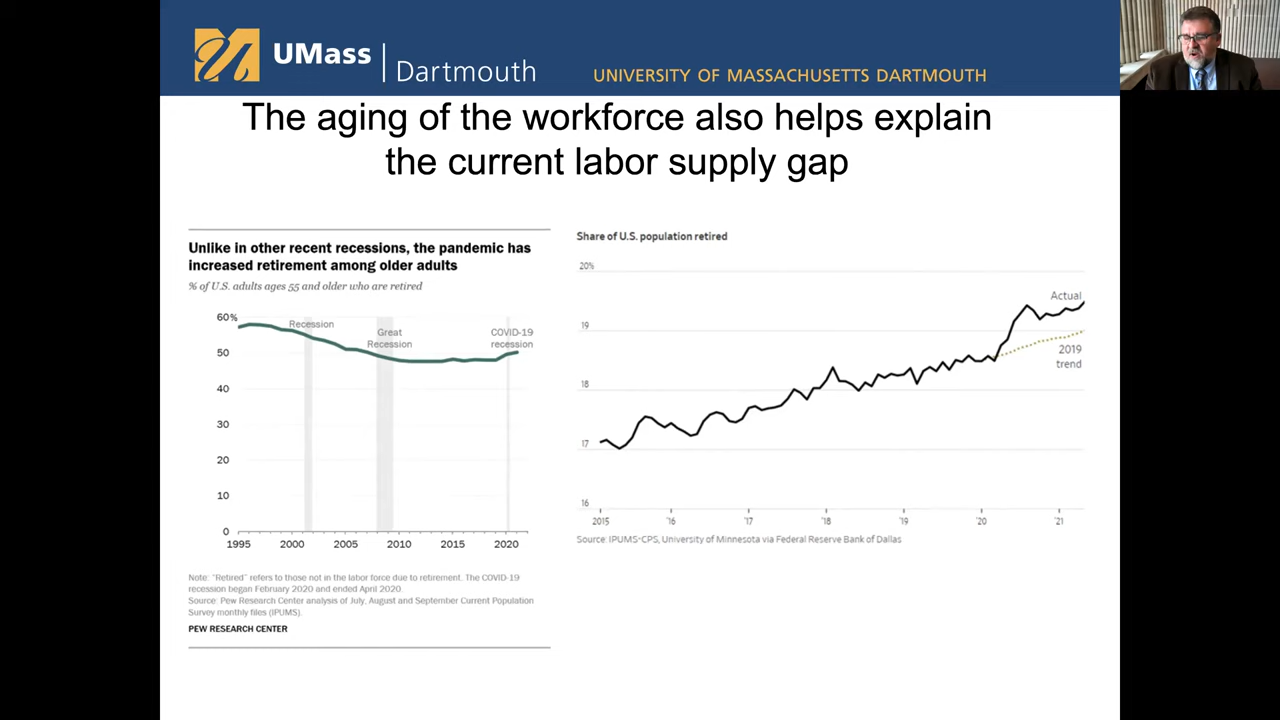 UMass
Dartmouth
UNIVERSITY OF MASSACHUSETTS DARTMOUTH
The aging of the workforce also helps explain
the current labor supply gap
Unlike in other recent recessions, the pandemic has
increased retirement among older adults
% of U.S. adults ages 55 and older who are retired
60%
50
40
30
20
10
0
Recession
Great
Recession
COVID-19
recession
1995 2000 2005 2010 2015 2020
Note: "Retired" refers to those not in the labor force due to retirement. The COVID-19
recession began February 2020 and ended April 2020.
Source: Pew Research Center analysis of July, August and September Current Population
Survey monthly files (IPUMS).
PEW RESEARCH CENTER
Share of U.S. population retired
20%
19
18
17
16
Actual
2019
trend
2015 '16 '17 '18 '19 '20 '21
Source: IPUMS-CPS, University of Minnesota via Federal Reserve Bank of Dallas